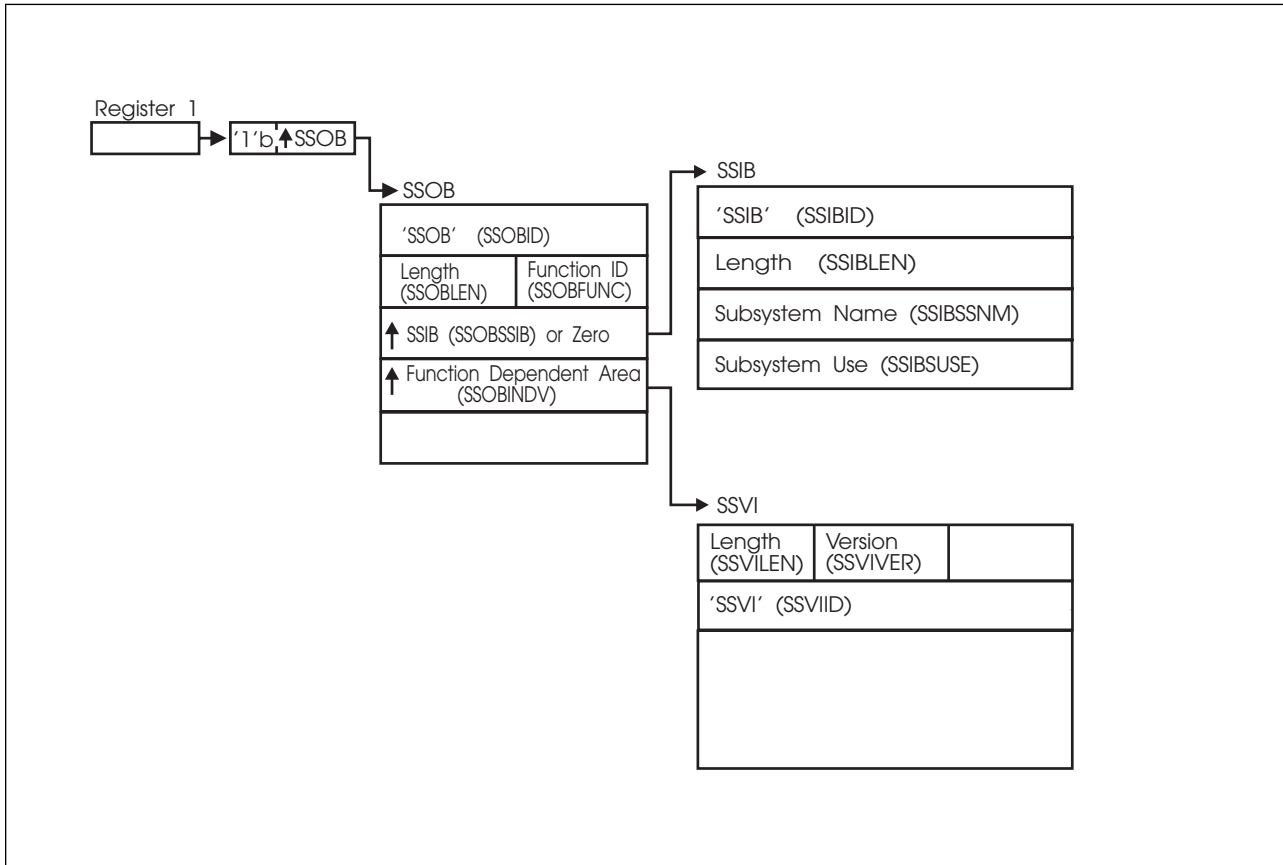 Register 1
'1'b SSOB
SSOB
'SSOB' (SSOBID)
Length
(SSOBLEN)
Function ID
(SSOBFUNC)
SSIB (SSOBSSIB) or Zero
Function Dependent Area
(SSOBINDV)
SSIB
'SSIB' (SSIBID)
Length (SSIBLEN)
Subsystem Name (SSIBSSNM)
Subsystem Use (SSIBSUSE)
SSVI
Length
(SSVILEN)
Version
(SSVIVER)
'SSVI' (SSVIID)